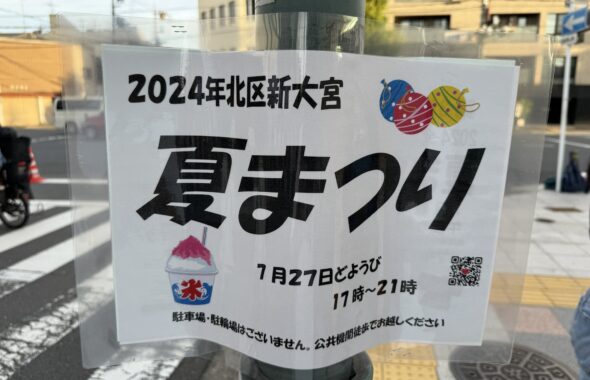 2024年北区新大宮
夏まつり
氷
7月27日どようび
17時～21時
駐車場・駐輪場はございません。公共機関徒歩でお越しください